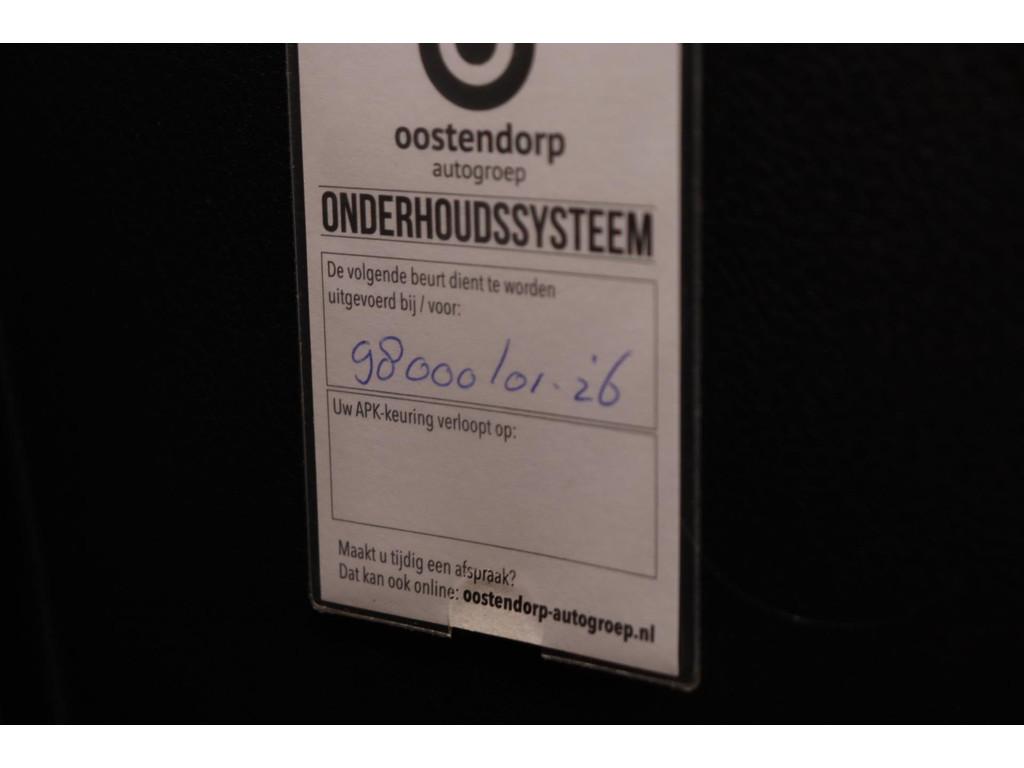 oostendorp
autogroep
ONDERHOUDSSYSTEEM
De volgende beurt dient te worden
uitgevoerd bij / voor:
98000/01-26
Uw APK-keuring verloopt op:
Maakt u tijdig een afspraak?
Dat kan ook online: oostendorp-autogroep.nl